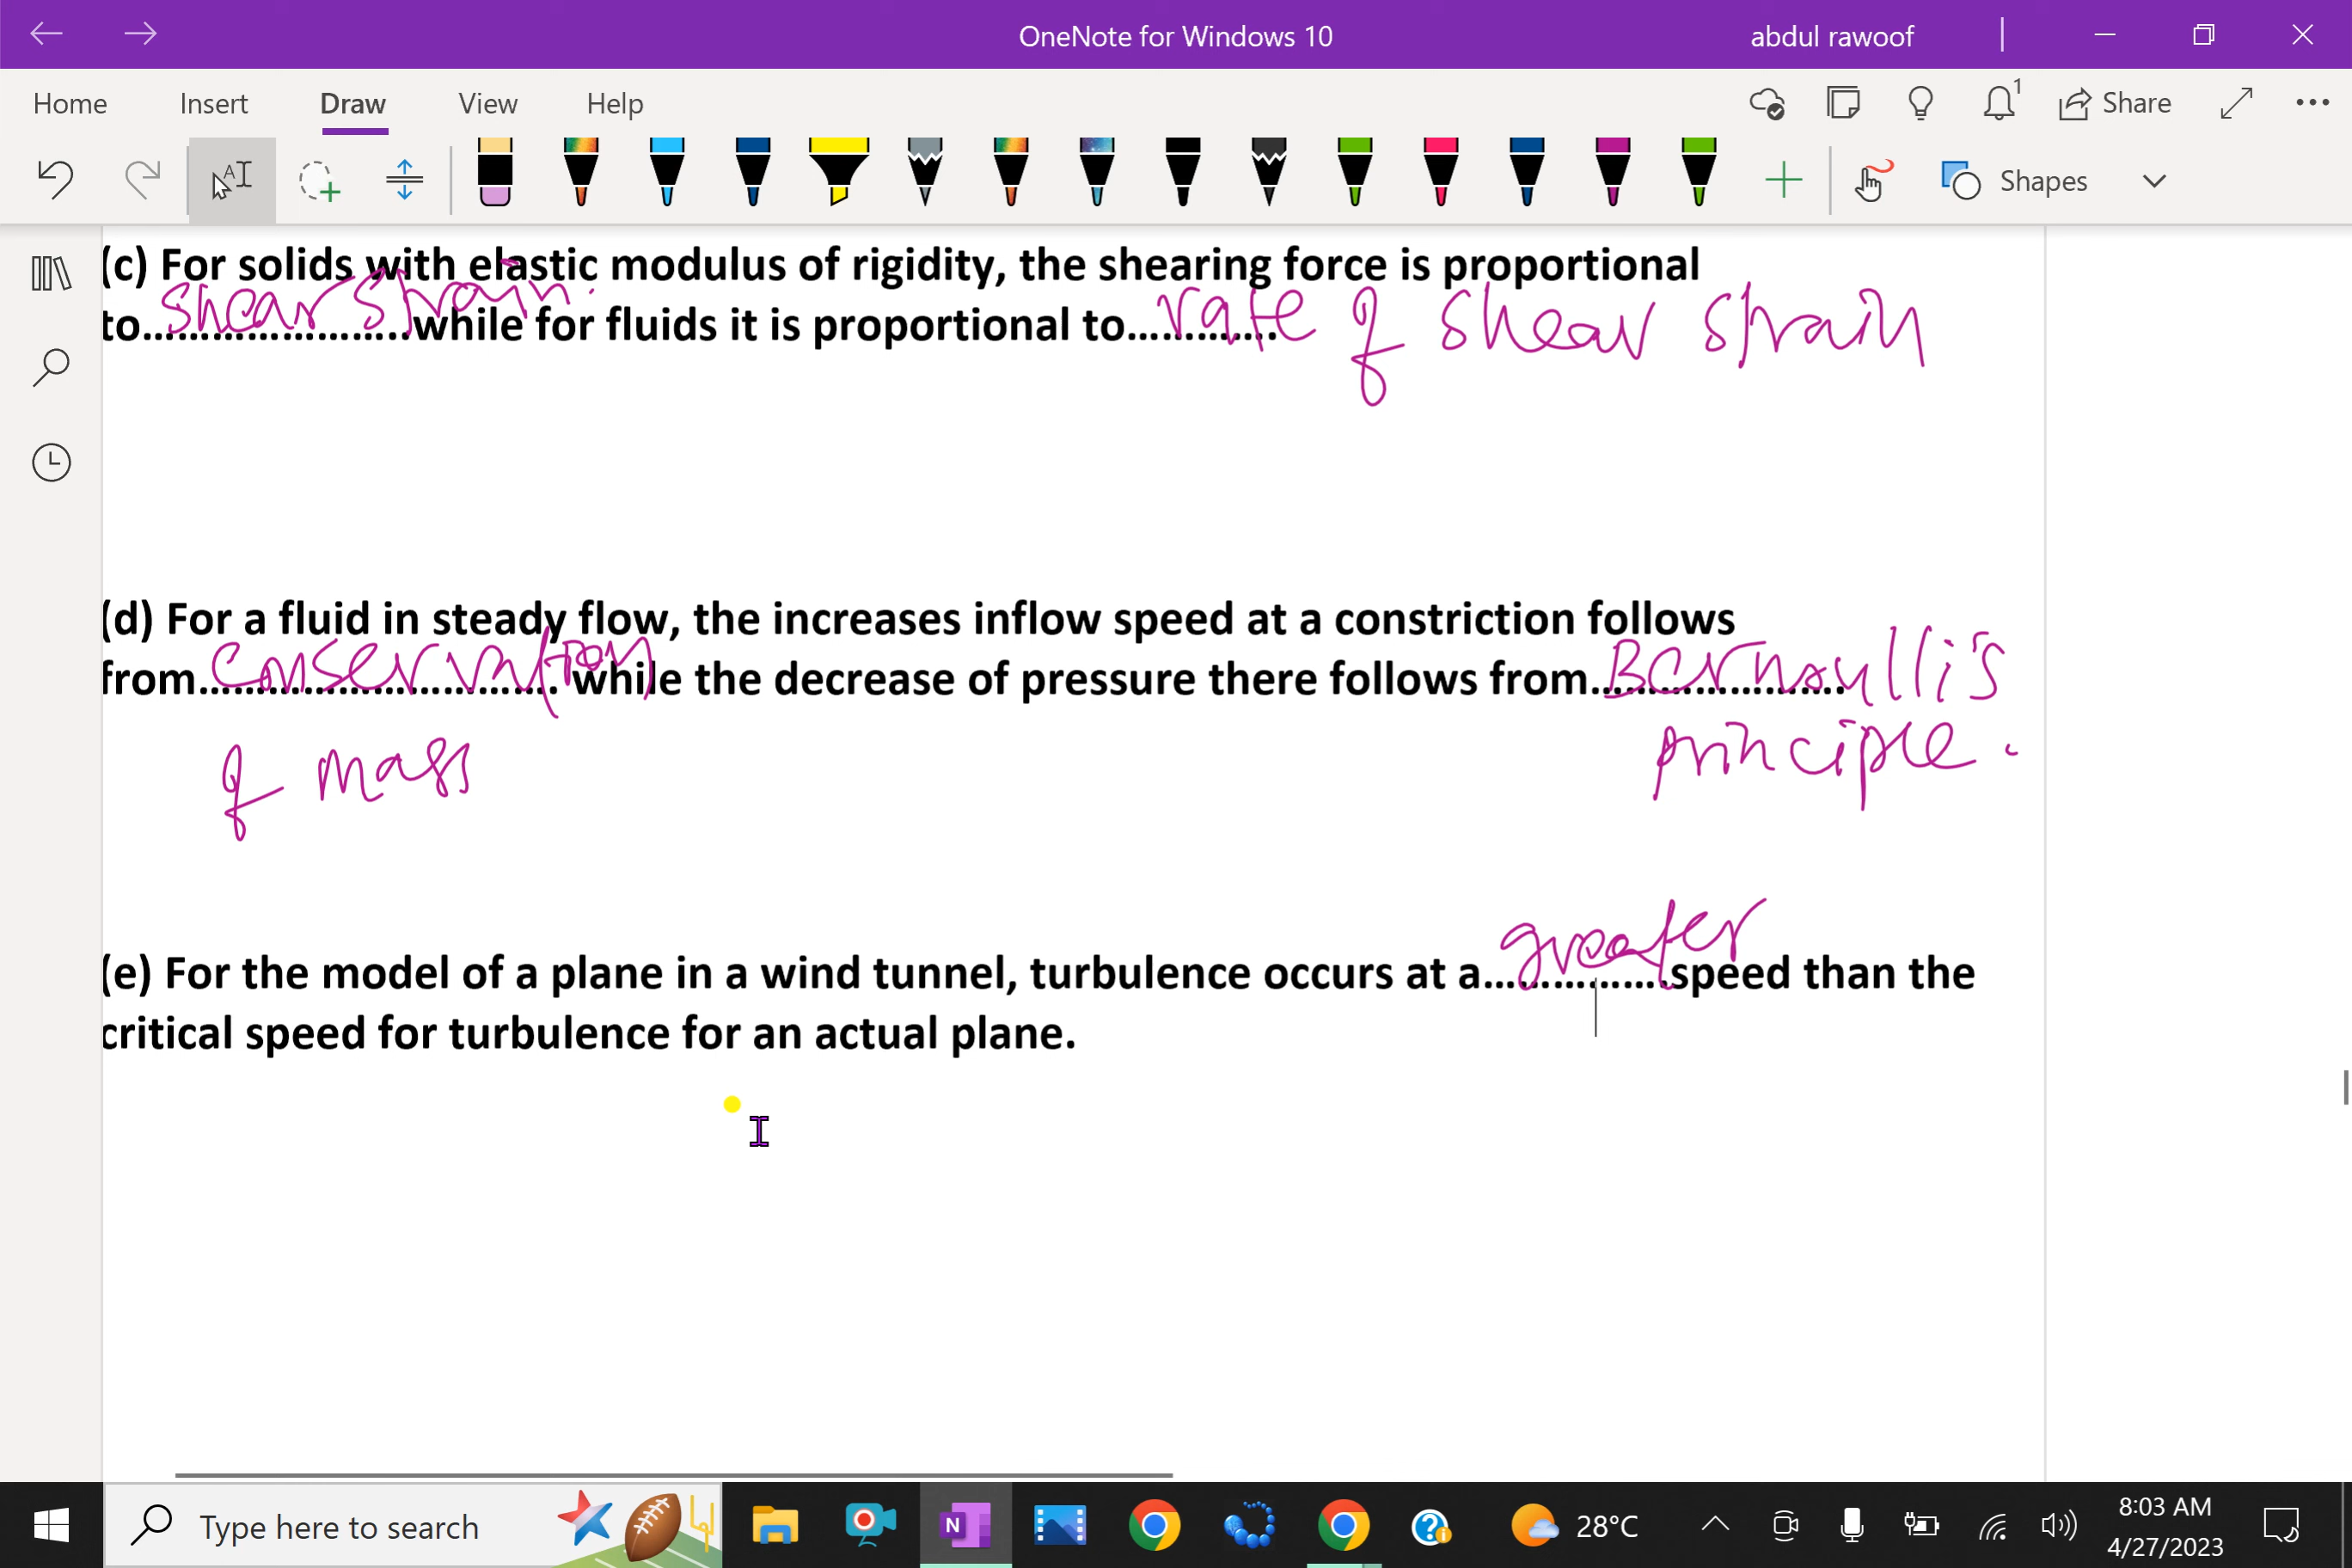 OneNote for Windows 10
abdul rawoof
Home Insert Draw View Help
1 Share
Shapes
(c) For solids with elastic modulus of rigidity, the shearing force is proportional
to....................... shear strain. while for fluids it is proportional to............. rate of shear strain
(d) For a fluid in steady flow, the increases inflow speed at a constriction follows
from.............................. conservation while the decrease of pressure there follows from..................... Bernoulli's
of mass
principle.
(e) For the model of a plane in a wind tunnel, turbulence occurs at a................ greater speed than the
critical speed for turbulence for an actual plane.
Type here to search
28°C
8:03 AM
4/27/2023